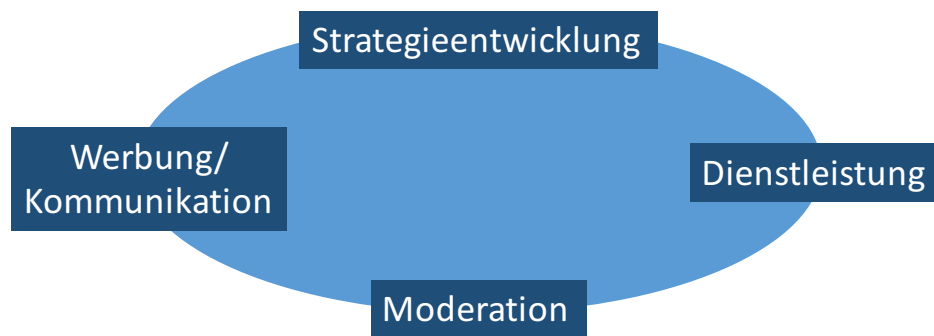 Strategieentwicklung
Werbung/
Kommunikation
Dienstleistung
Moderation